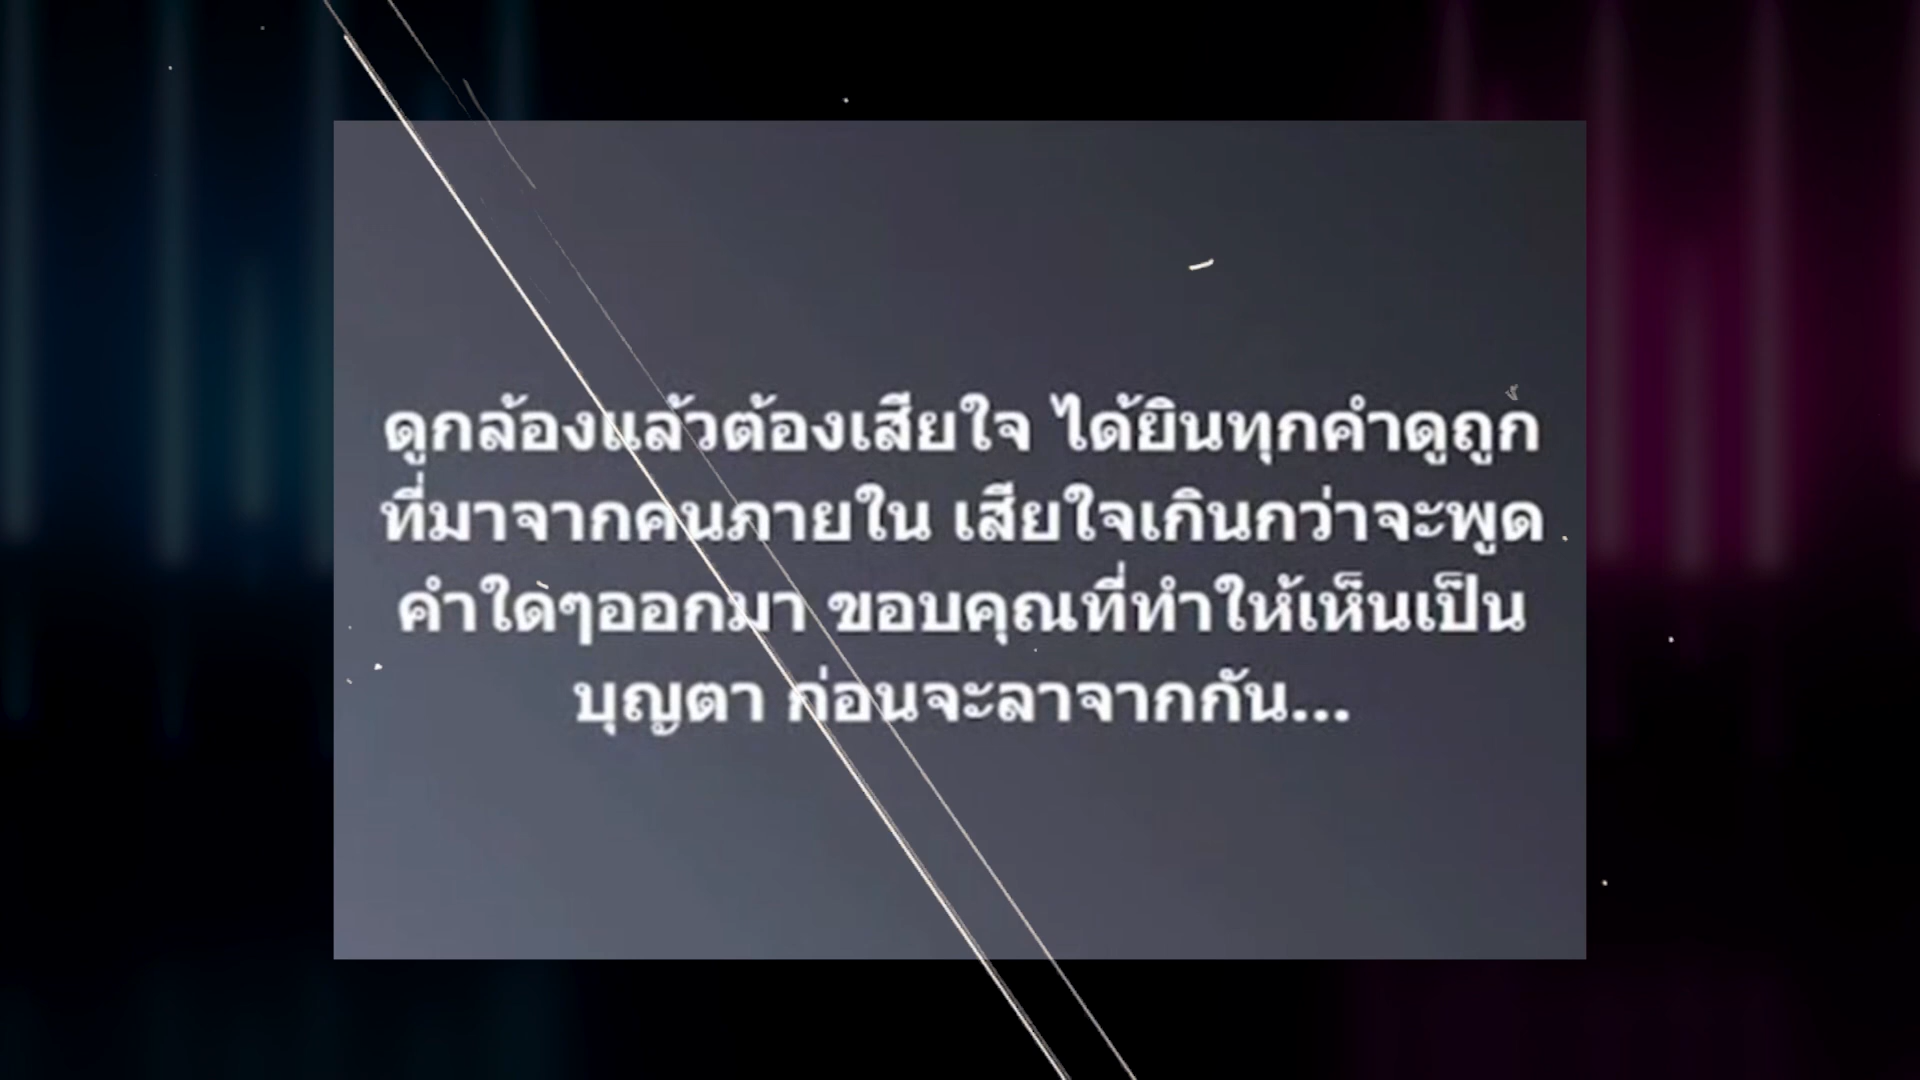 ดูกล้องแล้วต้องเสียใจ ได้ยินทุกคำดูถูก
ที่มาจากคนภายใน เสียใจเกินกว่าจะพูด
คำใดๆออกมา ขอบคุณที่ทำให้เห็นเป็น
บุญตา ก่อนจะลาจากกัน...